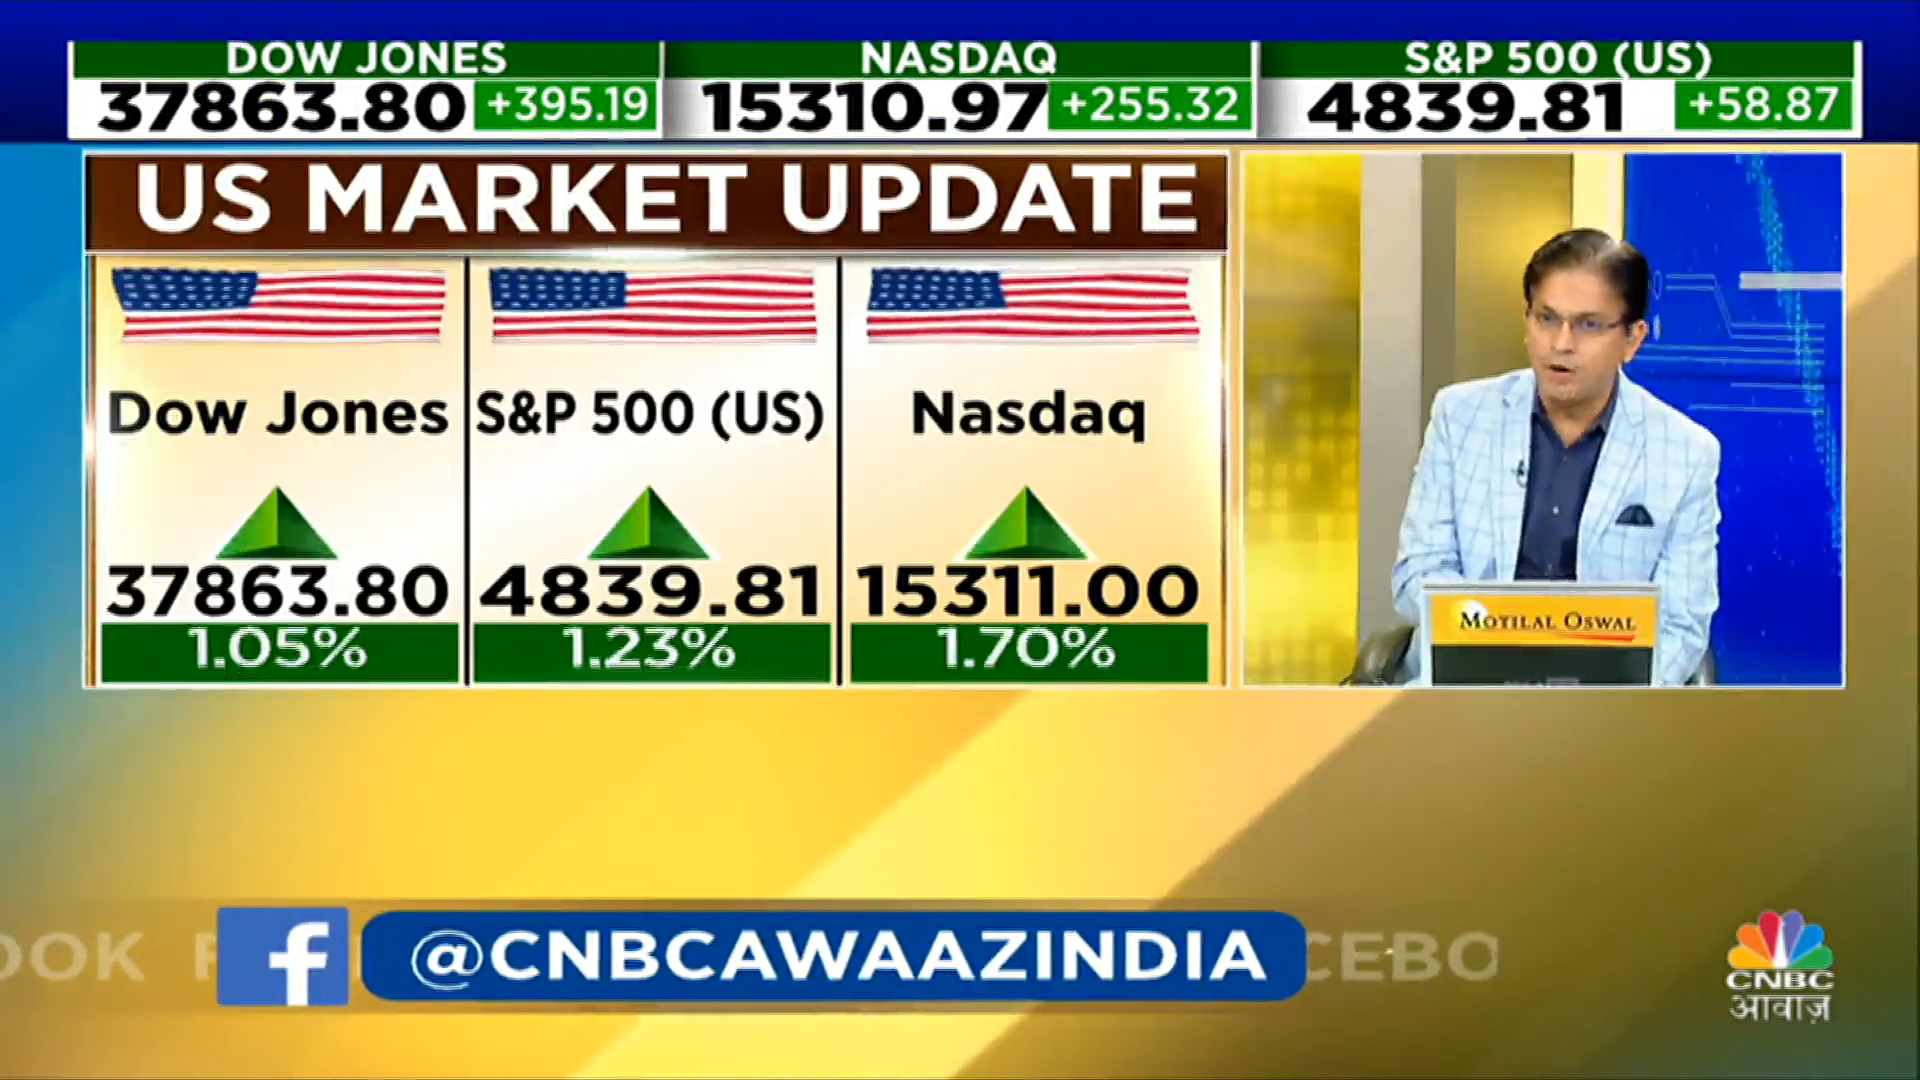 DOW JONES
37863.80 +395.19
NASDAQ
15310.97 +255.32
S&P 500 (US)
4839.81 +58.87
US MARKET UPDATE
Dow Jones
37863.80
1.05%
S&P 500 (US)
4839.81
1.23%
Nasdaq
15311.00
1.70%
MOTILAL OSWAL
OOK F
f
@CNBCAWAAZINDIA
CEBO
CNBC
आवाज़